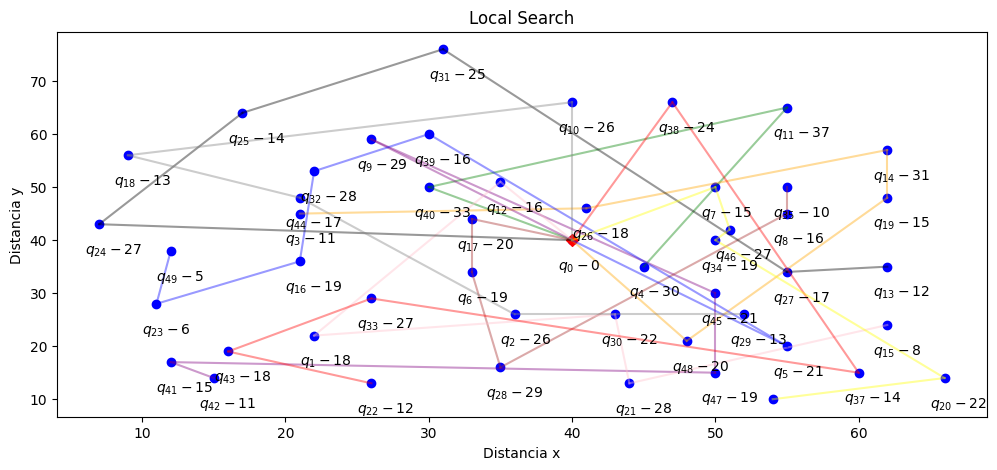 Local Search
Distancia y
70
60
50
40
30
20
10
q31 − 25
q25 − 14
q10 − 26
q38 − 24
q11 − 37
q9 − 29
q39 − 16
q18 − 13
q32 − 28
q14 − 31
q44 − 17
q40 − 33
q12 − 16
q7 − 15
q19 − 15
q3 − 11
q26 − 18
q8 − 16
q24 − 27
q17 − 20
q46 − 27
q49 − 5
q0 − 0
q34 − 19
q16 − 19
q4 − 30
q13 − 29
q6 − 19
q27 − 17
q23 − 6
q33 − 27
q45 − 21
q2 − 26
q30 − 22
q29 − 13
q15 − 8
q1 − 18
q43 − 18
q48 − 20
q5 − 21
q41 − 15
q28 − 29
q42 − 11
q22 − 12
q21 − 28
q47 − 19
q37 − 14
q20 − 22
10
20
30
40
50
60
Distancia x